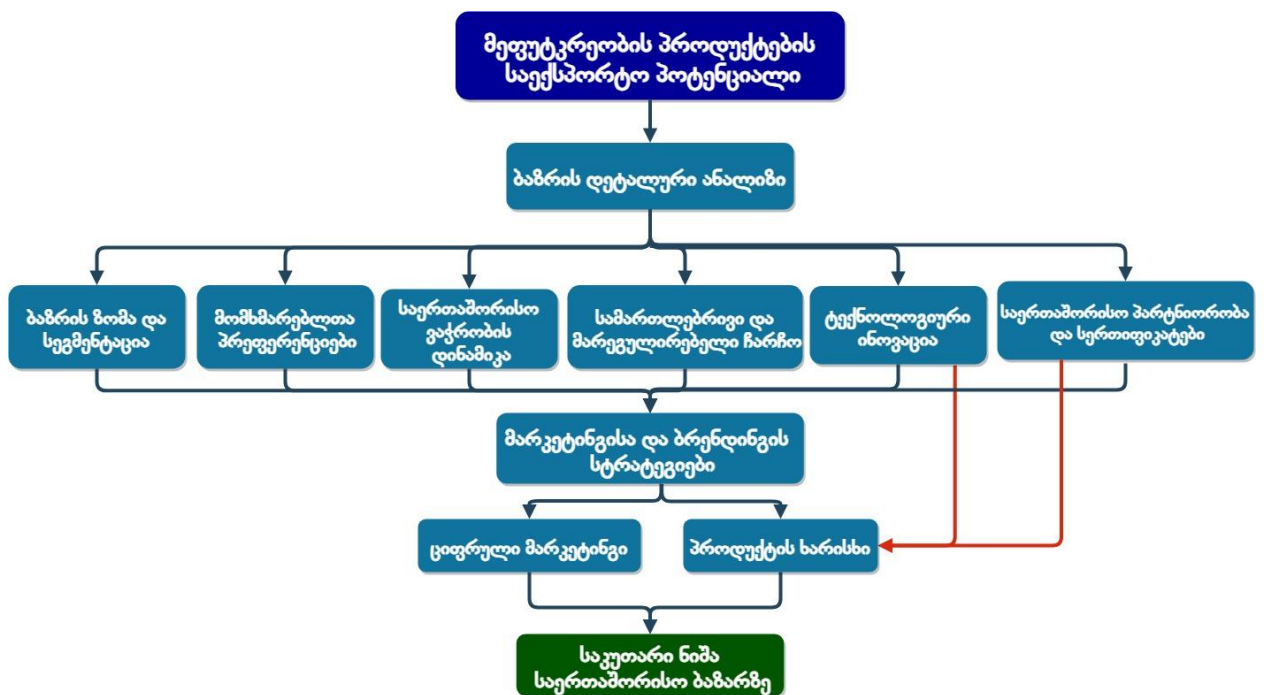 მეფუტკრეობის პროდუქტების
საექსპორტო პოტენციალი
ბაზრის დეტალური ანალიზი
ბაზრის ზომა და
სეგმენტაცია
მომხმარებელთა
პრეფერენციები
საერთაშორისო
ვაჭრობის
დინამიკა
სამართლებრივი და
მარეგულირებელი ჩარჩო
ტექნოლოგიური
ინოვაცია
საერთაშორისო პარტნიორობა
და სერთიფიკატები
მარკეტინგისა და ბრენდინგის
სტრატეგიები
ციფრული მარკეტინგი
პროდუქტის ხარისხი
საკუთარი ნიშა
საერთაშორისო ბაზარზე